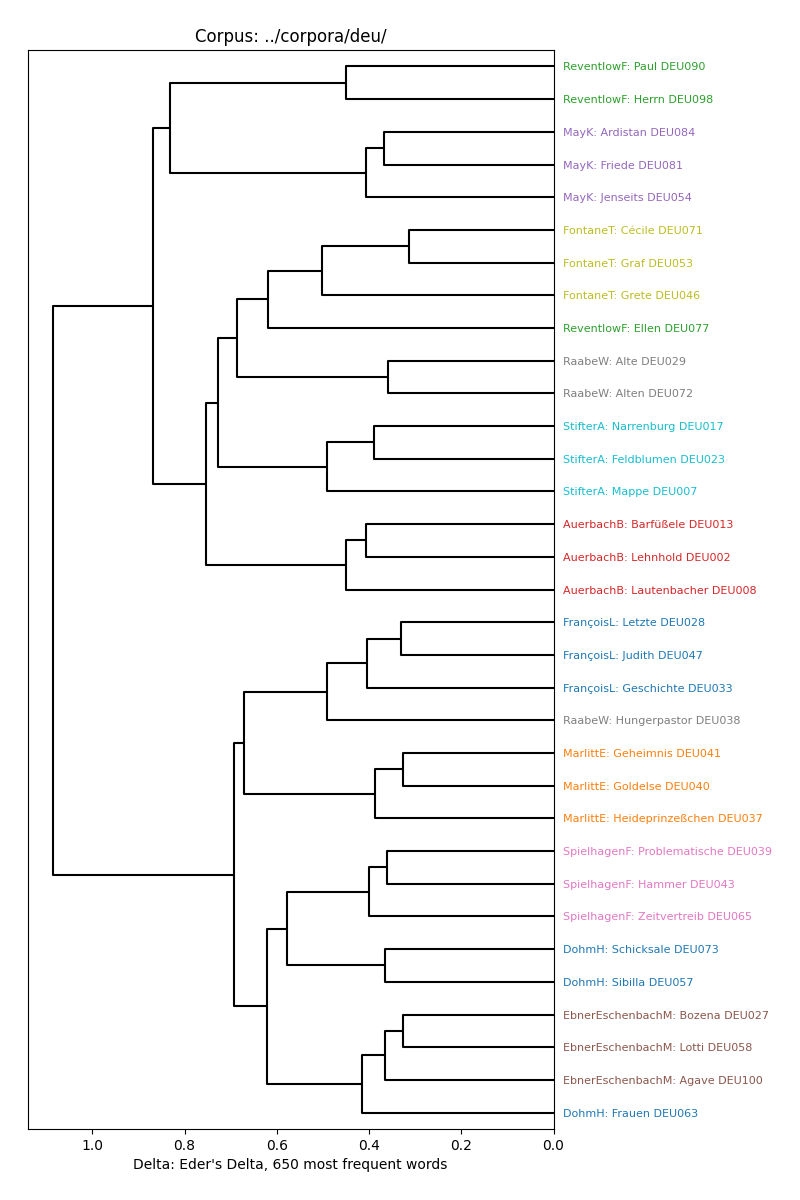 Corpus: ../corpora/deu/
ReventlowF: Paul DEU090
ReventlowF: Herrn DEU098
MayK: Ardistan DEU084
MayK: Friede DEU081
MayK: Jenseits DEU054
FontaneT: Cécile DEU071
FontaneT: Graf DEU053
FontaneT: Grete DEU046
ReventlowF: Ellen DEU077
RaabeW: Alte DEU029
RaabeW: Alten DEU072
StifterA: Narrenburg DEU017
StifterA: Feldblumen DEU023
StifterA: Mappe DEU007
AuerbachB: Barfüßele DEU013
AuerbachB: Lehnhold DEU002
AuerbachB: Lautenbacher DEU008
FrançoisL: Letzte DEU028
FrançoisL: Judith DEU047
FrançoisL: Geschichte DEU033
RaabeW: Hungerpastor DEU038
MarlittE: Geheimnis DEU041
MarlittE: Goldelse DEU040
MarlittE: Heideprinzeßchen DEU037
SpielhagenF: Problematische DEU039
SpielhagenF: Hammer DEU043
SpielhagenF: Zeitvertreib DEU065
DohmH: Schicksale DEU073
DohmH: Sibilla DEU057
EbnerEschenbachM: Bozena DEU027
EbnerEschenbachM: Lotti DEU058
EbnerEschenbachM: Agave DEU100
DohmH: Frauen DEU063
1.0 0.8 0.6 0.4 0.2 0.0
Delta: Eder's Delta, 650 most frequent words